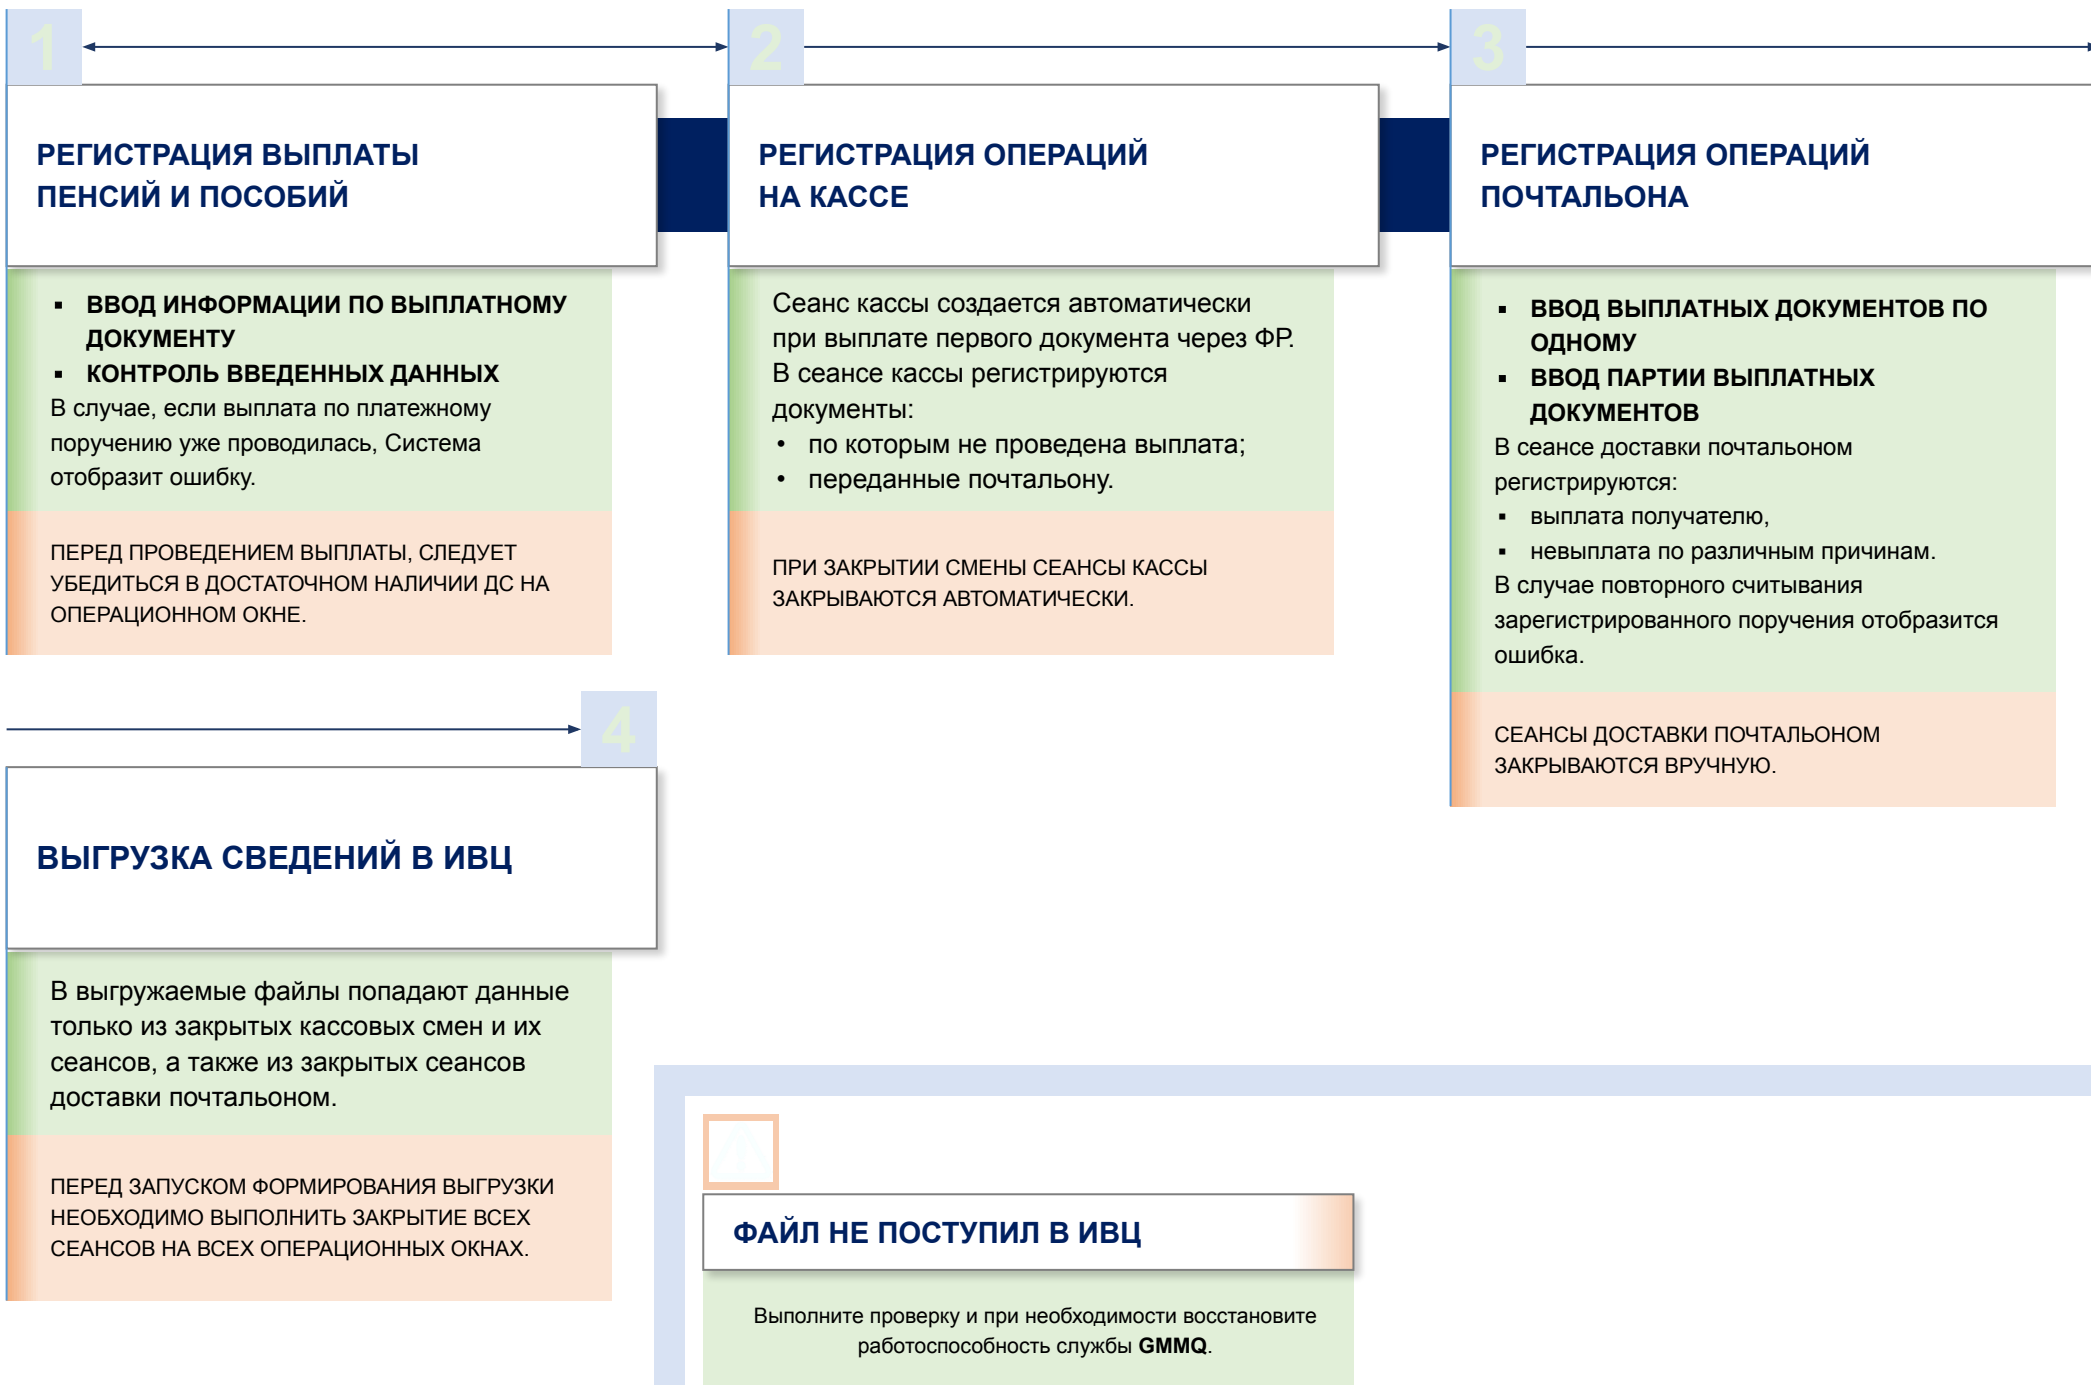 1
РЕГИСТРАЦИЯ ВЫПЛАТЫ
ПЕНСИЙ И ПОСОБИЙ
▪ ВВОД ИНФОРМАЦИИ ПО ВЫПЛАТНОМУ
ДОКУМЕНТУ
▪ КОНТРОЛЬ ВВЕДЕННЫХ ДАННЫХ
В случае, если выплата по платежному
поручению уже проводилась, Система
отобразит ошибку.
ПЕРЕД ПРОВЕДЕНИЕМ ВЫПЛАТЫ, СЛЕДУЕТ
УБЕДИТЬСЯ В ДОСТАТОЧНОМ НАЛИЧИИ ДС НА
ОПЕРАЦИОННОМ ОКНЕ.
2
РЕГИСТРАЦИЯ ОПЕРАЦИЙ
НА КАССЕ
Сеанс кассы создается автоматически
при выплате первого документа через ФР.
В сеансе кассы регистрируются
документы:
• по которым не проведена выплата;
• переданные почтальону.
ПРИ ЗАКРЫТИИ СМЕНЫ СЕАНСЫ КАССЫ
ЗАКРЫВАЮТСЯ АВТОМАТИЧЕСКИ.
3
РЕГИСТРАЦИЯ ОПЕРАЦИЙ
ПОЧТАЛЬОНА
▪ ВВОД ВЫПЛАТНЫХ ДОКУМЕНТОВ ПО
ОДНОМУ
▪ ВВОД ПАРТИИ ВЫПЛАТНЫХ
ДОКУМЕНТОВ
В сеансе доставки почтальоном
регистрируются:
▪ выплата получателю,
▪ невыплата по различным причинам.
В случае повторного считывания
зарегистрированного поручения отобразится
ошибка.
СЕАНСЫ ДОСТАВКИ ПОЧТАЛЬОНОМ
ЗАКРЫВАЮТСЯ ВРУЧНУЮ.
4
ВЫГРУЗКА СВЕДЕНИЙ В ИВЦ
В выгружаемые файлы попадают данные
только из закрытых кассовых смен и их
сеансов, а также из закрытых сеансов
доставки почтальоном.
ПЕРЕД ЗАПУСКОМ ФОРМИРОВАНИЯ ВЫГРУЗКИ
НЕОБХОДИМО ВЫПОЛНИТЬ ЗАКРЫТИЕ ВСЕХ
СЕАНСОВ НА ВСЕХ ОПЕРАЦИОННЫХ ОКНАХ.
ФАЙЛ НЕ ПОСТУПИЛ В ИВЦ
Выполните проверку и при необходимости восстановите
работоспособность службы GMMQ.